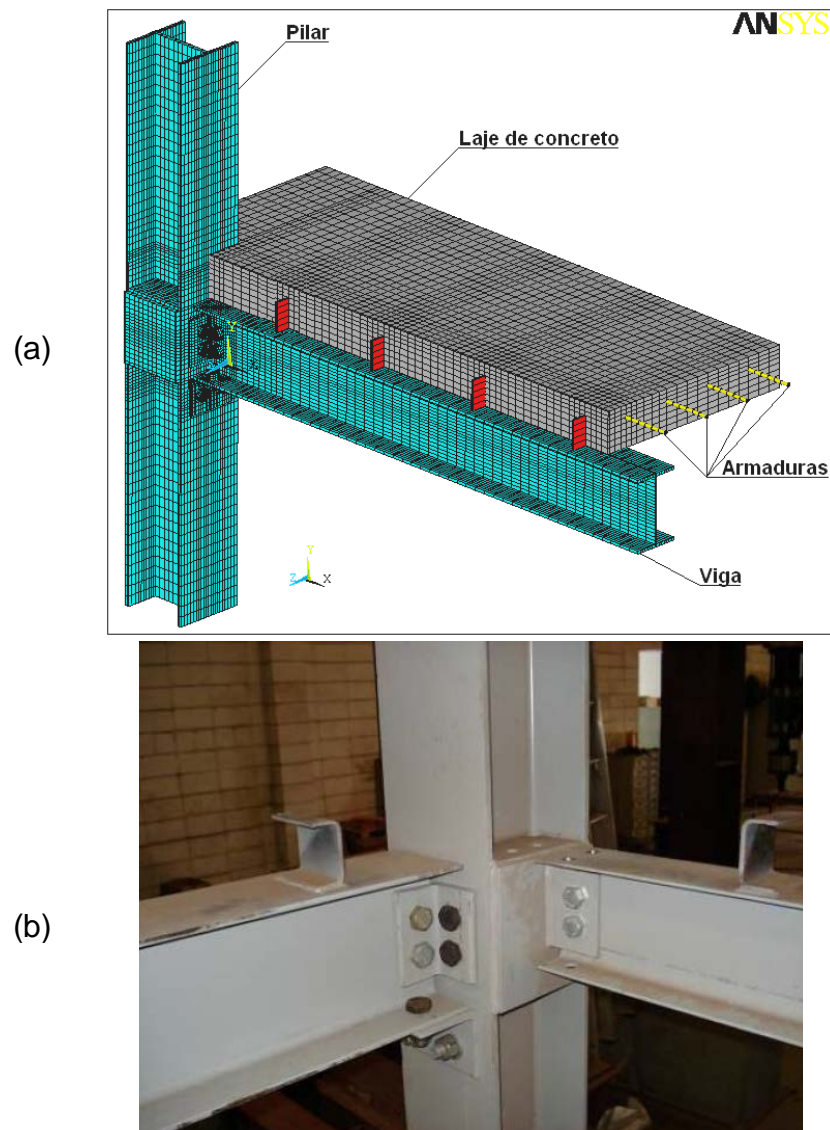 ANSYS
Pilar
Laje de concreto
(a)
Y
X
Y
Z
X
Armaduras
Viga
(b)